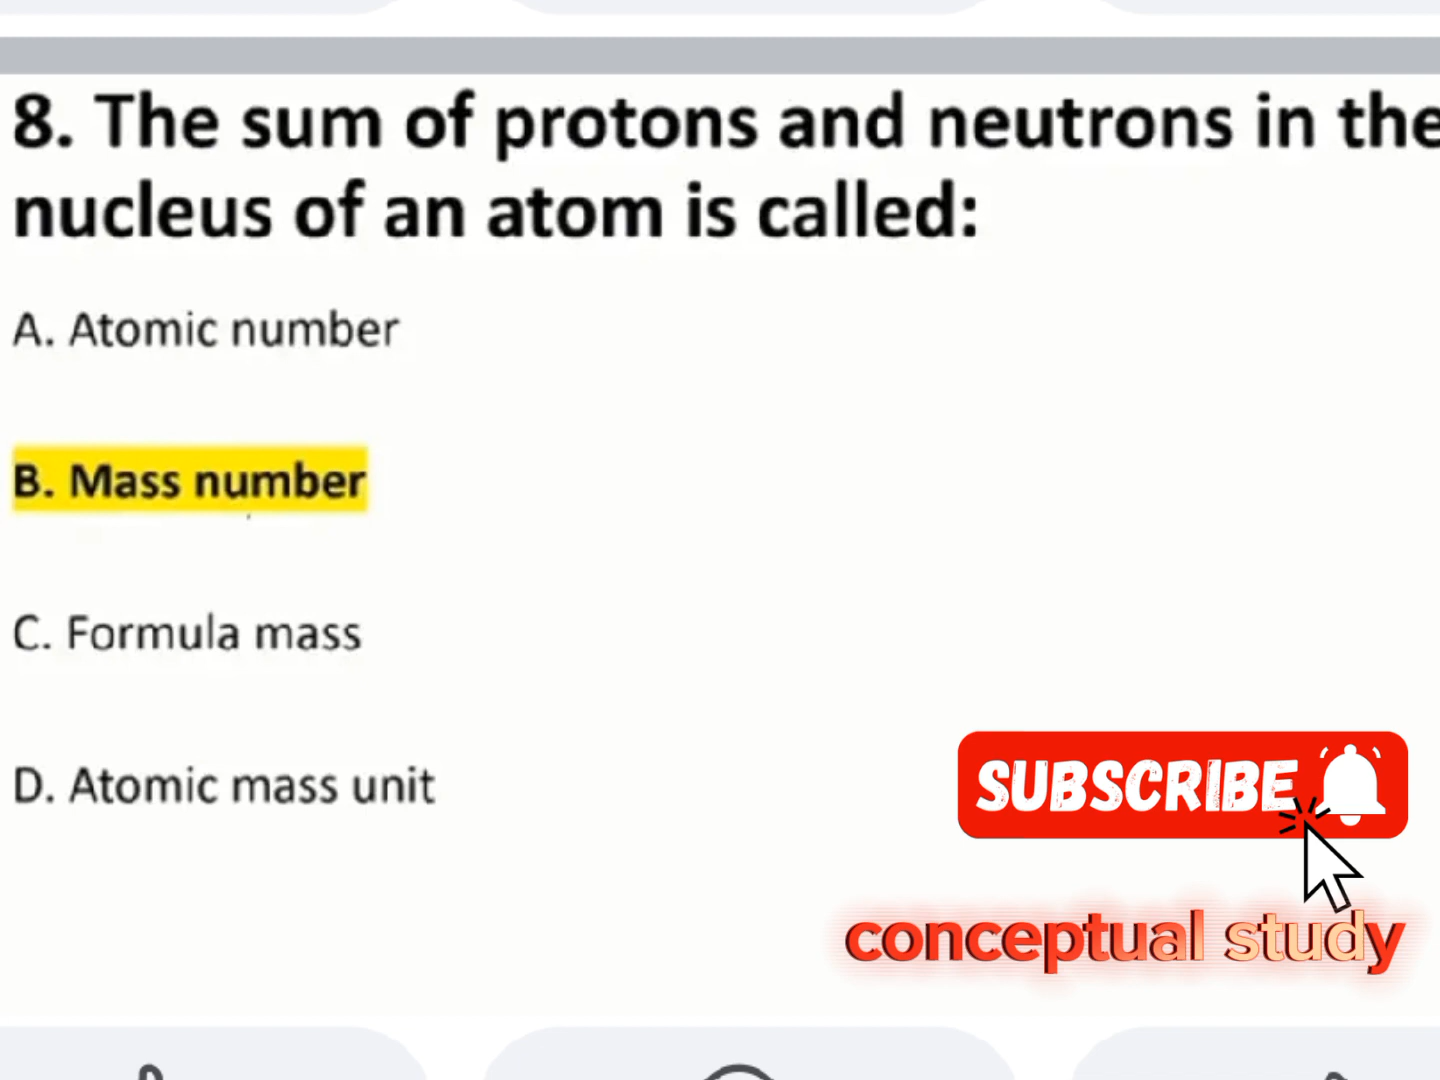 8. The sum of protons and neutrons in the
nucleus of an atom is called:
A. Atomic number
B. Mass number
C. Formula mass
D. Atomic mass unit
SUBSCRIBE
conceptual study